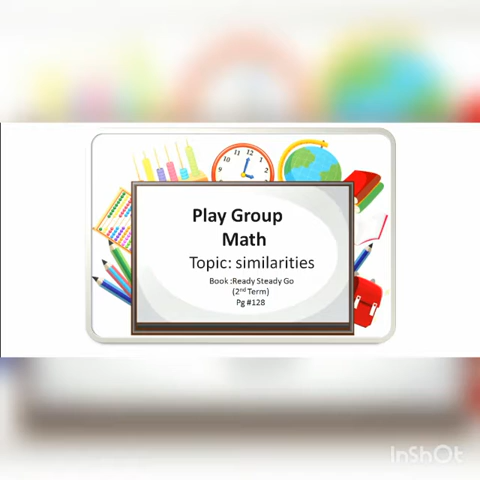 Play Group
Math
Topic: similarities
Book :Ready Steady Go
(2nd Term)
Pg #128
InShOt